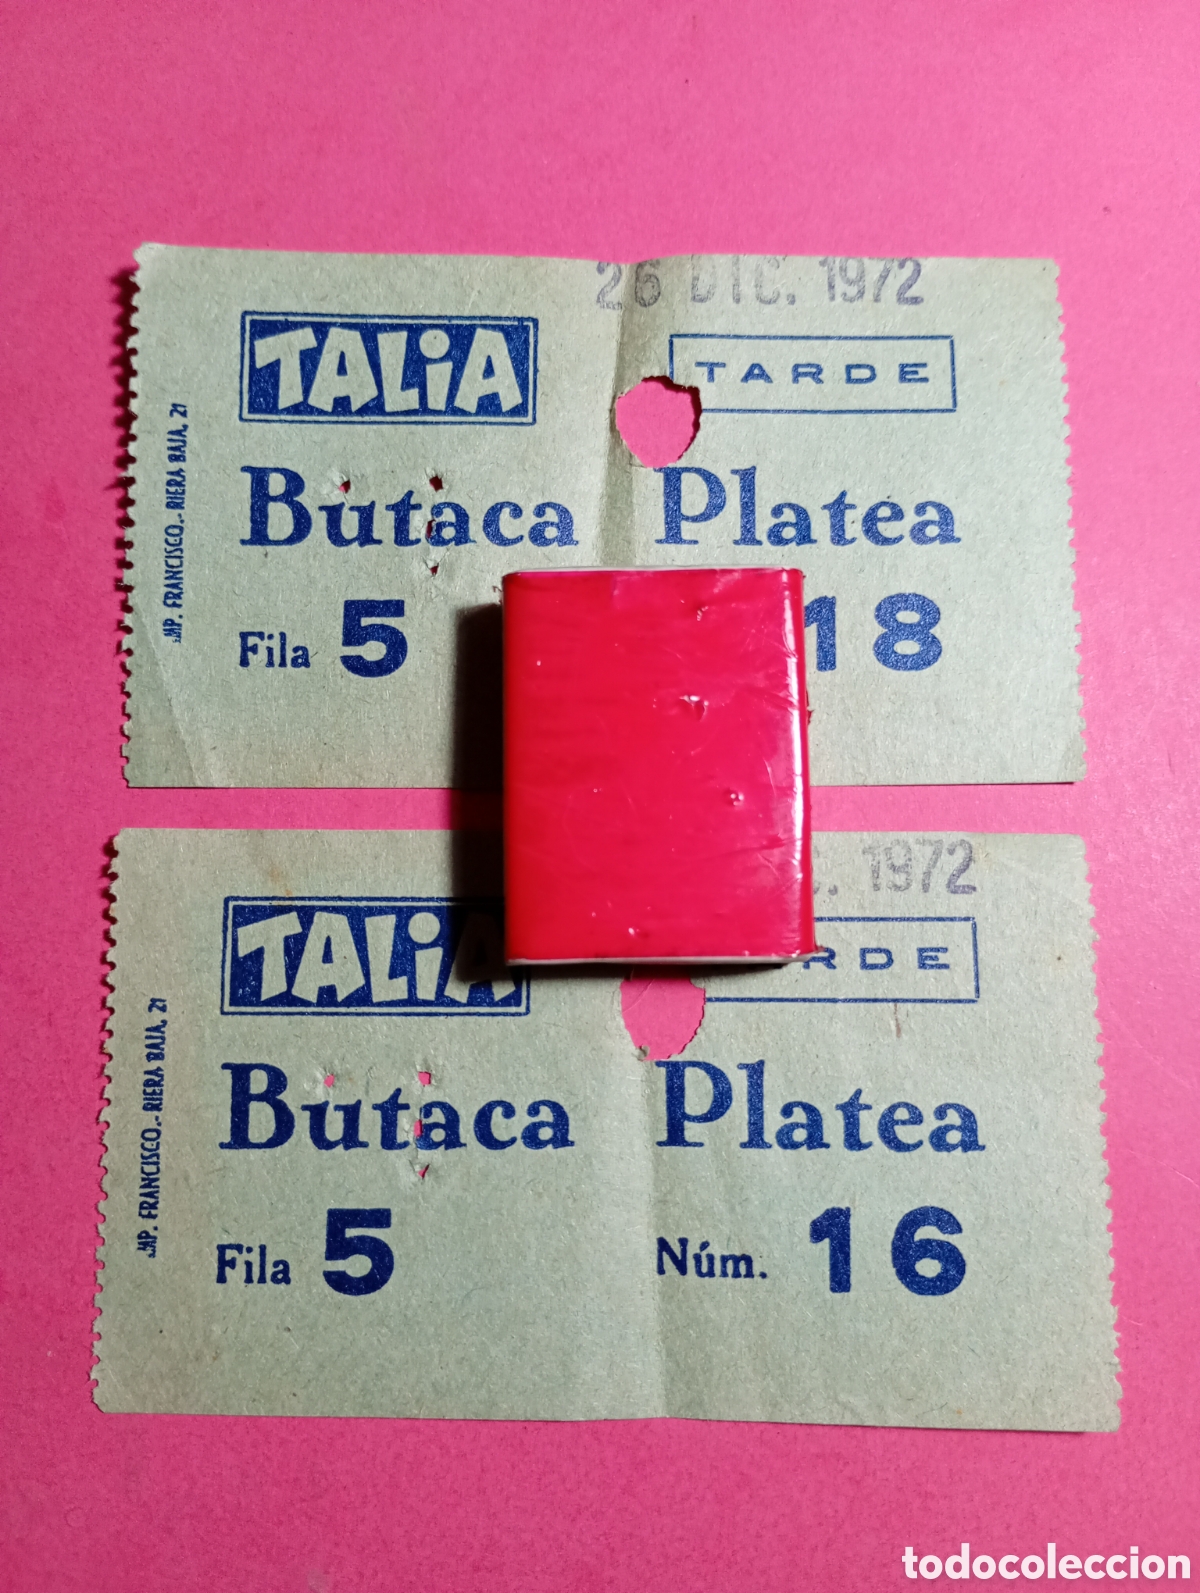 26 DIC. 1972
TALiA
TARDE
Butaca Platea
Fila 5
18
IMP. FRANCISCO.- RIERA BAJA, 21
1972
TALiA
RDE
Butaca Platea
Fila 5 Núm. 16
IMP. FRANCISCO.- RIERA BAJA, 21
todocoleccion